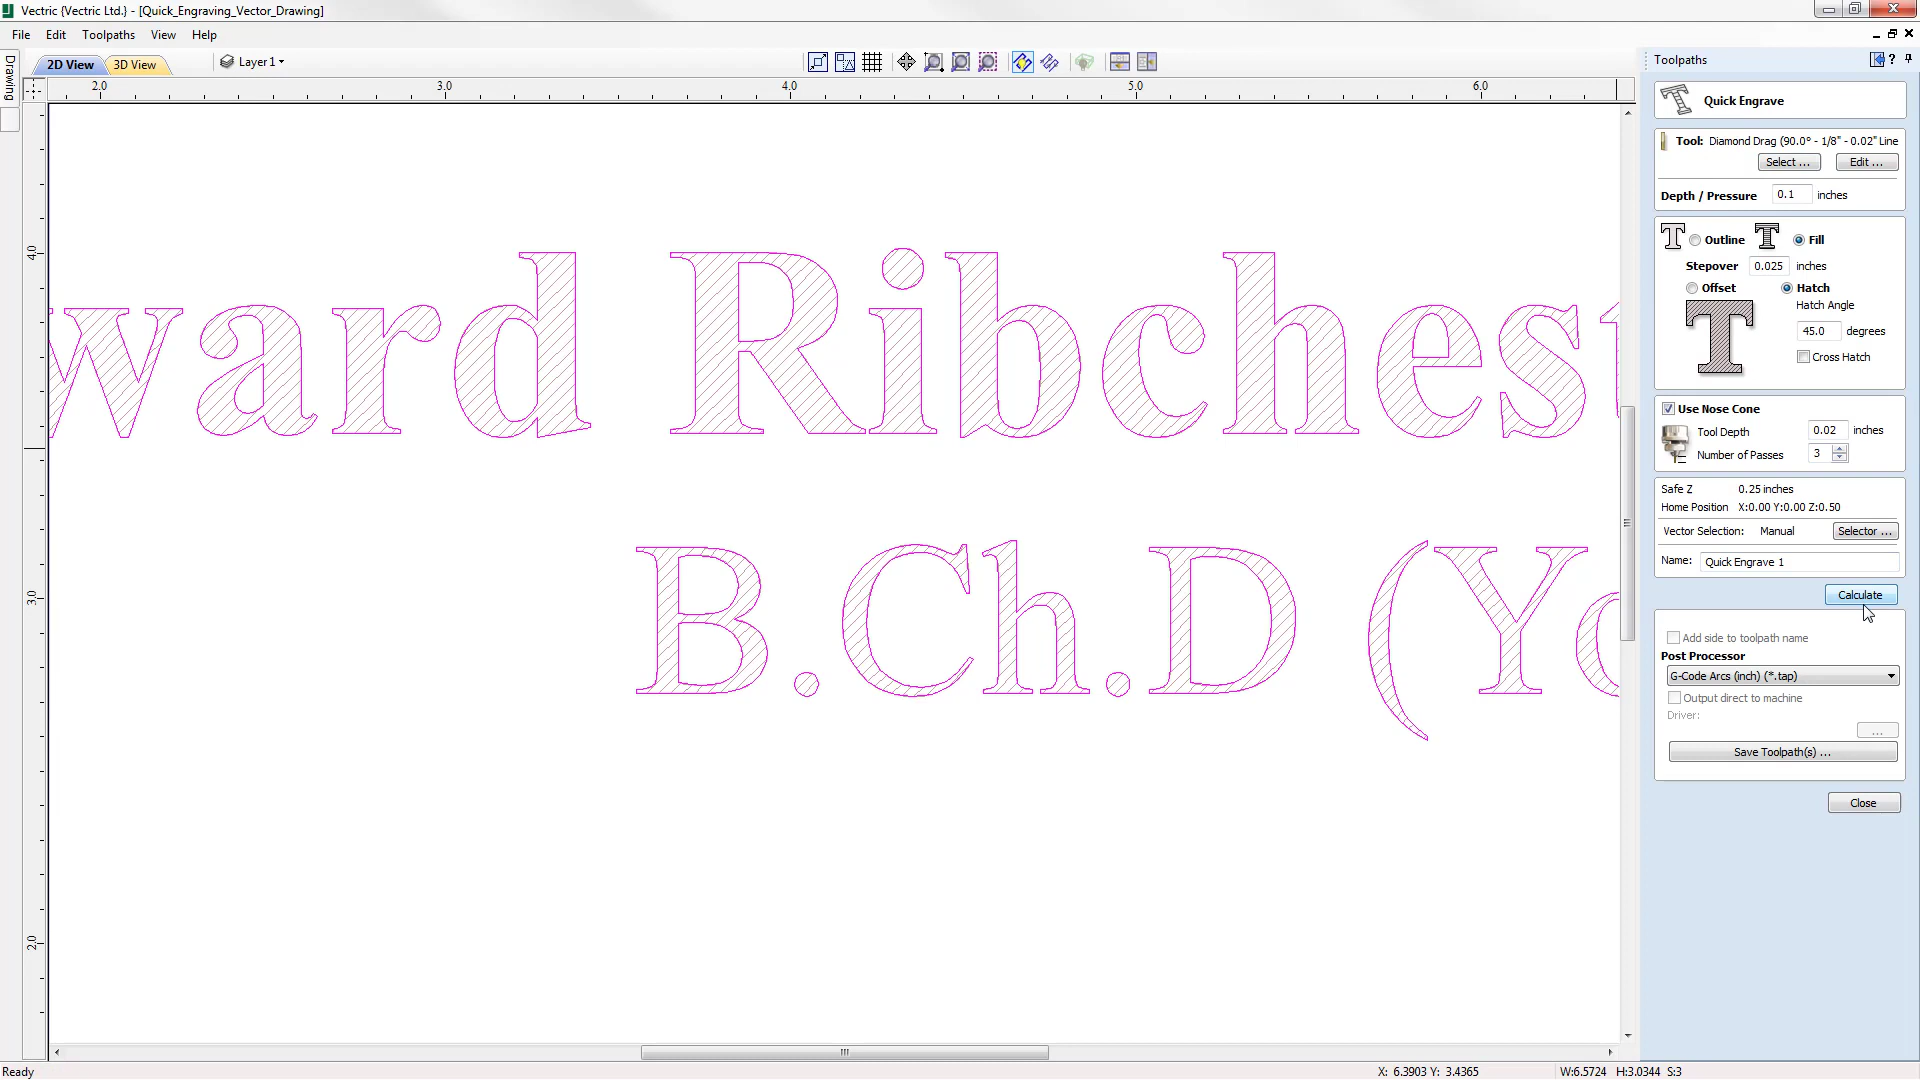 Vectric {Vectric Ltd.} - [Quick_Engraving_Vector_Drawing]
File Edit Toolpaths View Help
Drawing
2D View 3D View Layer 1
2.0 3.0 4.0 5.0 6.0
4.0
3.0
2.0
ward Ribchest
B.Ch.D (Yo
Toolpaths
Quick Engrave
Tool: Diamond Drag (90.0° - 1/8" - 0.02" Line
Select ... Edit ...
Depth / Pressure 0.1 inches
Outline Fill
Stepover 0.025 inches
Offset Hatch
Hatch Angle
45.0 degrees
Cross Hatch
Use Nose Cone
Tool Depth 0.02 inches
Number of Passes 3
Safe Z 0.25 inches
Home Position X:0.00 Y:0.00 Z:0.50
Vector Selection: Manual Selector ...
Name: Quick Engrave 1
Calculate
Add side to toolpath name
Post Processor
G-Code Arcs (inch) (*.tap)
Output direct to machine
Driver:
...
Save Toolpath(s) ...
Close
Ready X: 6.3903 Y: 3.4365 W:6.5724 H:3.0344 S:3